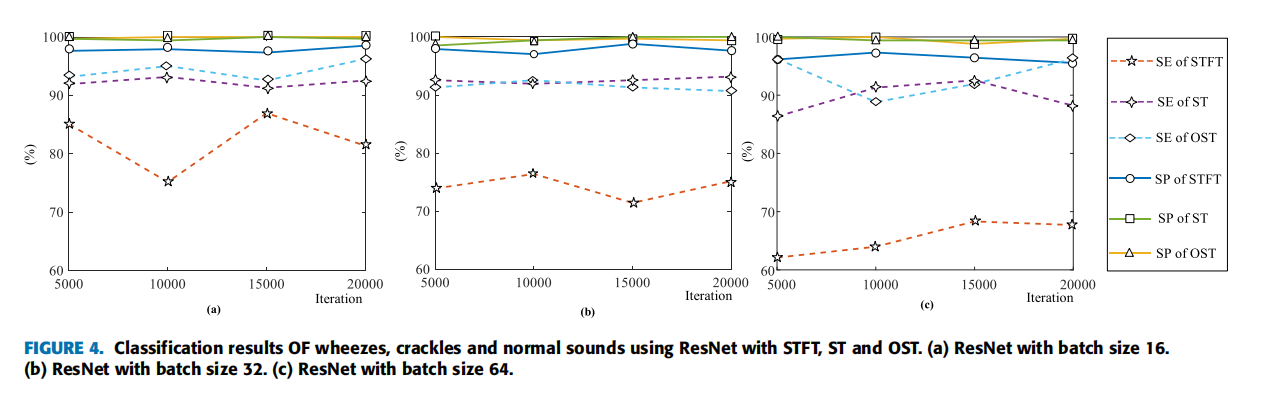 100
90
80
70
60
(%)
5000 10000 15000 20000
Iteration
(a)
100
90
80
70
60
(%)
5000 10000 15000 20000
Iteration
(b)
100
90
80
70
60
(%)
5000 10000 15000 20000
Iteration
(c)
SE of STFT
SE of ST
SE of OST
SP of STFT
SP of ST
SP of OST
FIGURE 4. Classification results OF wheezes, crackles and normal sounds using ResNet with STFT, ST and OST. (a) ResNet with batch size 16.
(b) ResNet with batch size 32. (c) ResNet with batch size 64.